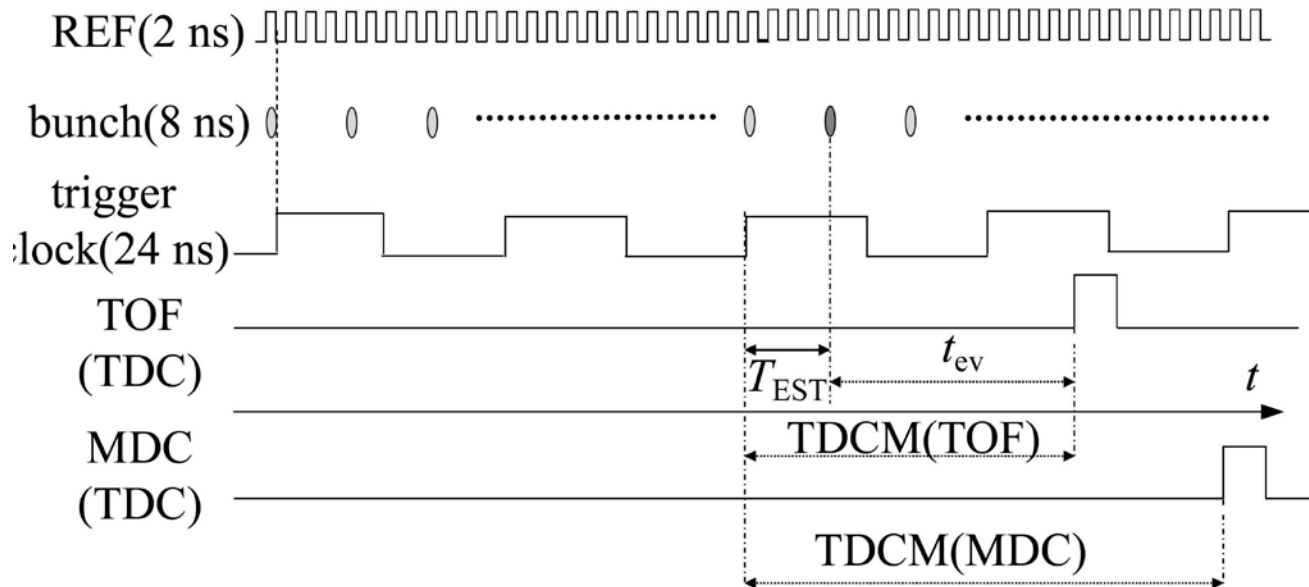 REF(2 ns)
bunch(8 ns)
trigger
clock(24 ns)
TOF
(TDC)
T_EST
t_ev
t
TDCM(TOF)
MDC
(TDC)
TDCM(MDC)